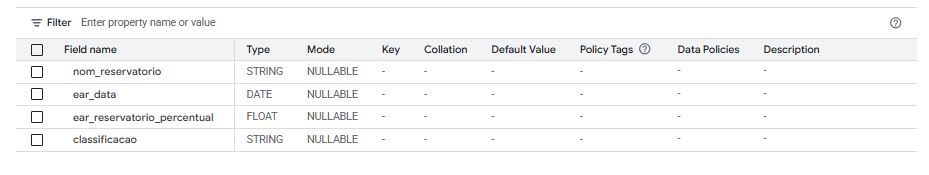 Filter Enter property name or value
Field name Type Mode Key Collation Default Value Policy Tags Data Policies Description
nom_reservatorio STRING NULLABLE - - - - - -
ear_data DATE NULLABLE - - - - - -
ear_reservatorio_percentual FLOAT NULLABLE - - - - - -
classificacao STRING NULLABLE - - - - - -